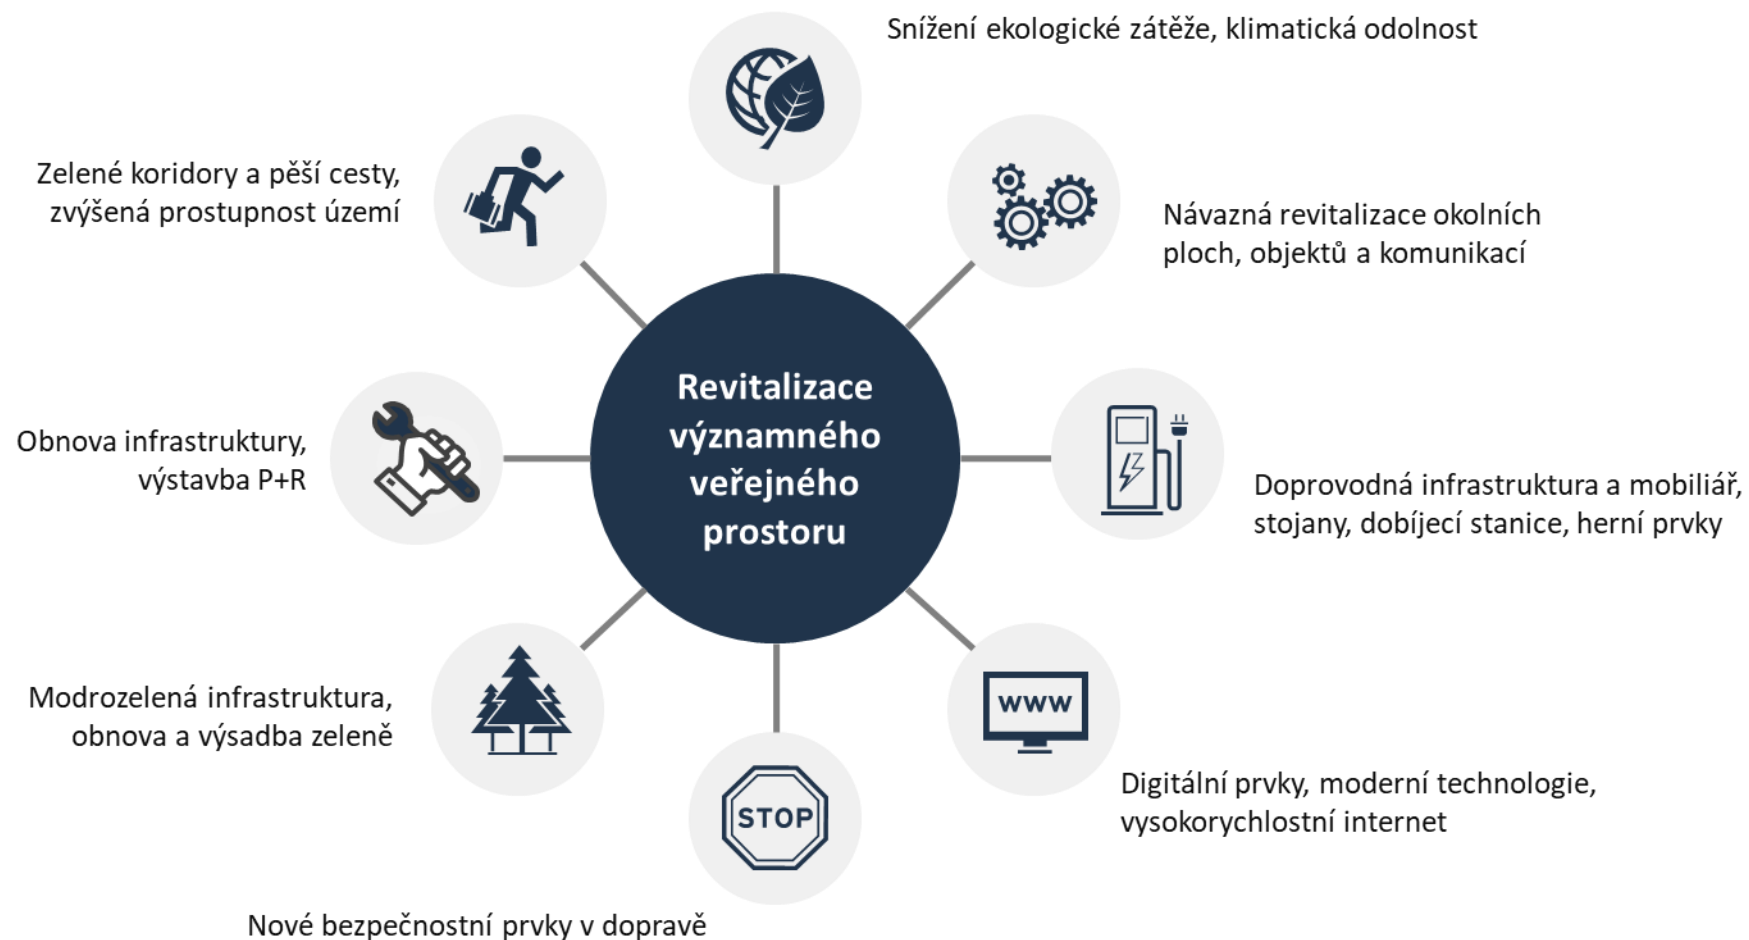 Snížení ekologické zátěže, klimatická odolnost
Zelené koridory a pěší cesty,
zvýšená prostupnost území
Návazná revitalizace okolních
ploch, objektů a komunikací
Revitalizace
významného
veřejného
prostoru
Obnova infrastruktury,
výstavba P+R
Doprovodná infrastruktura a mobiliář,
stojany, dobíjecí stanice, herní prvky
Modrozelená infrastruktura,
obnova a výsadba zeleně
WWW
Digitální prvky, moderní technologie,
vysokorychlostní internet
STOP
Nové bezpečnostní prvky v dopravě